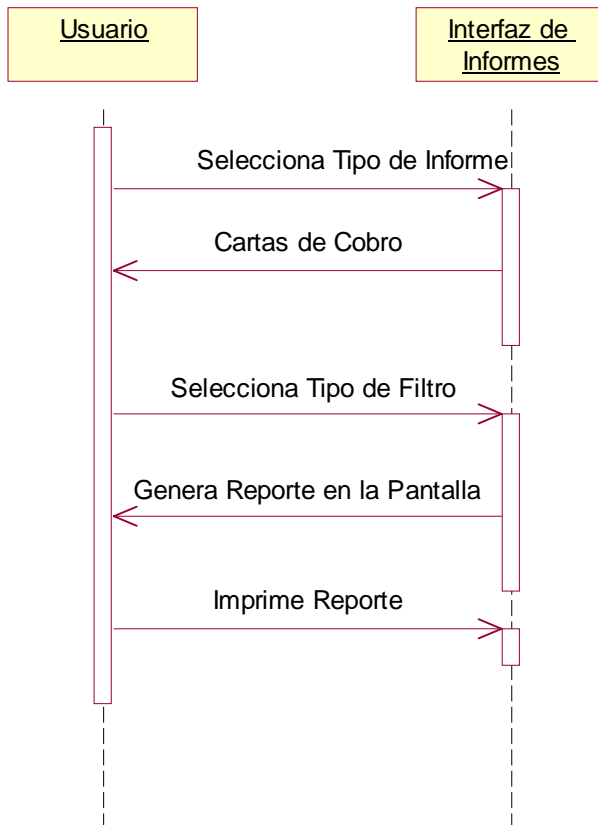 Usuario
Interfaz de
Informes
Selecciona Tipo de Informe
Cartas de Cobro
Selecciona Tipo de Filtro
Genera Reporte en la Pantalla
Imprime Reporte